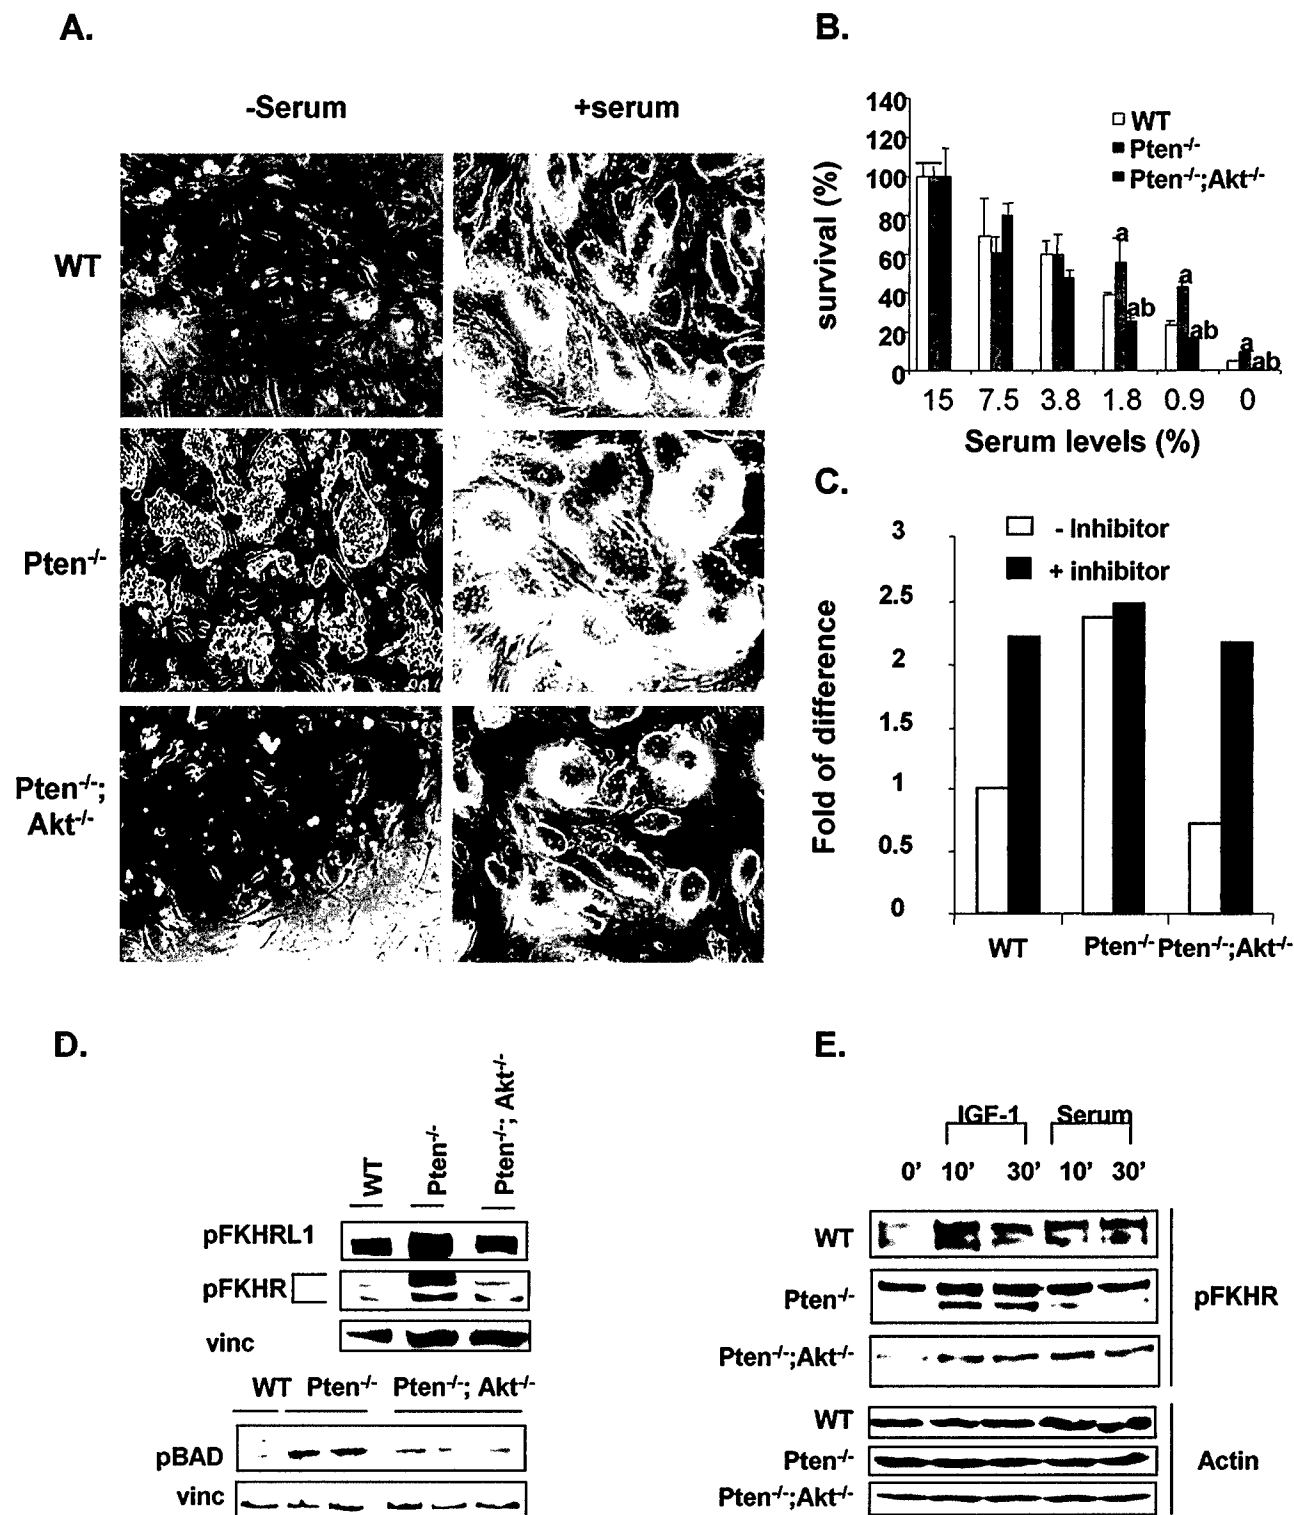 A.
-Serum +serum
WT
Pten-/-
Pten-/-;
Akt-/-
B.
survival (%)
140
120
100
80
60
40
20
0
WT
Pten-/-
Pten-/-;Akt-/-
a
ab
a
ab
a
ab
15 7.5 3.8 1.8 0.9 0
Serum levels (%)
C.
Fold of difference
3
2.5
2
1.5
1
0.5
0
- Inhibitor
+ inhibitor
WT Pten-/- Pten-/-;Akt-/-
D.
WT Pten-/- Pten-/-; Akt-/-
pFKHRL1
pFKHR
vinc
WT Pten-/- Pten-/-; Akt-/-
pBAD
vinc
E.
IGF-1 Serum
0' 10' 30' 10' 30'
WT
Pten-/-
pFKHR
Pten-/-;Akt-/-
WT
Pten-/-
Actin
Pten-/-;Akt-/-